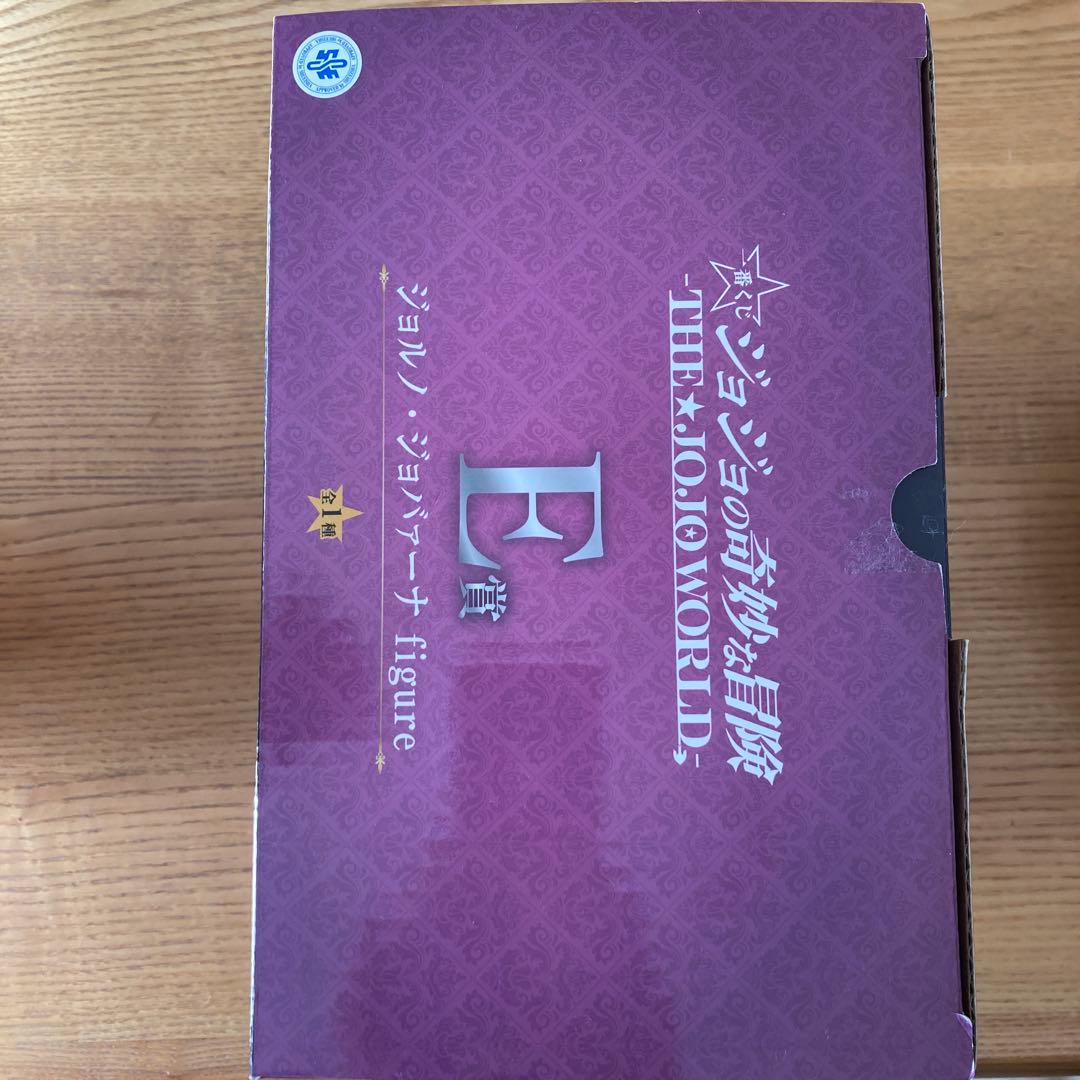 一番くじ
ジョジョの奇妙な冒険
-THE★JOJO★WORLD-
E賞
ジョルノ・ジョバァーナ figure
全1種